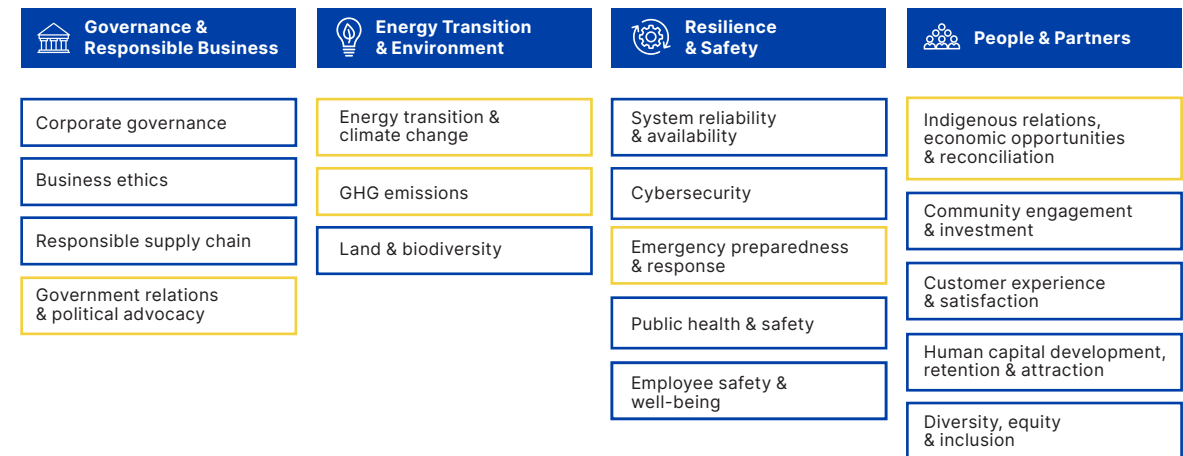 Governance &
Responsible Business
Corporate governance
Business ethics
Responsible supply chain
Government relations
& political advocacy
Energy Transition
& Environment
Energy transition &
climate change
GHG emissions
Land & biodiversity
Resilience
& Safety
System reliability
& availability
Cybersecurity
Emergency preparedness
& response
Public health & safety
Employee safety &
well-being
People & Partners
Indigenous relations,
economic opportunities
& reconciliation
Community engagement
& investment
Customer experience
& satisfaction
Human capital development,
retention & attraction
Diversity, equity
& inclusion